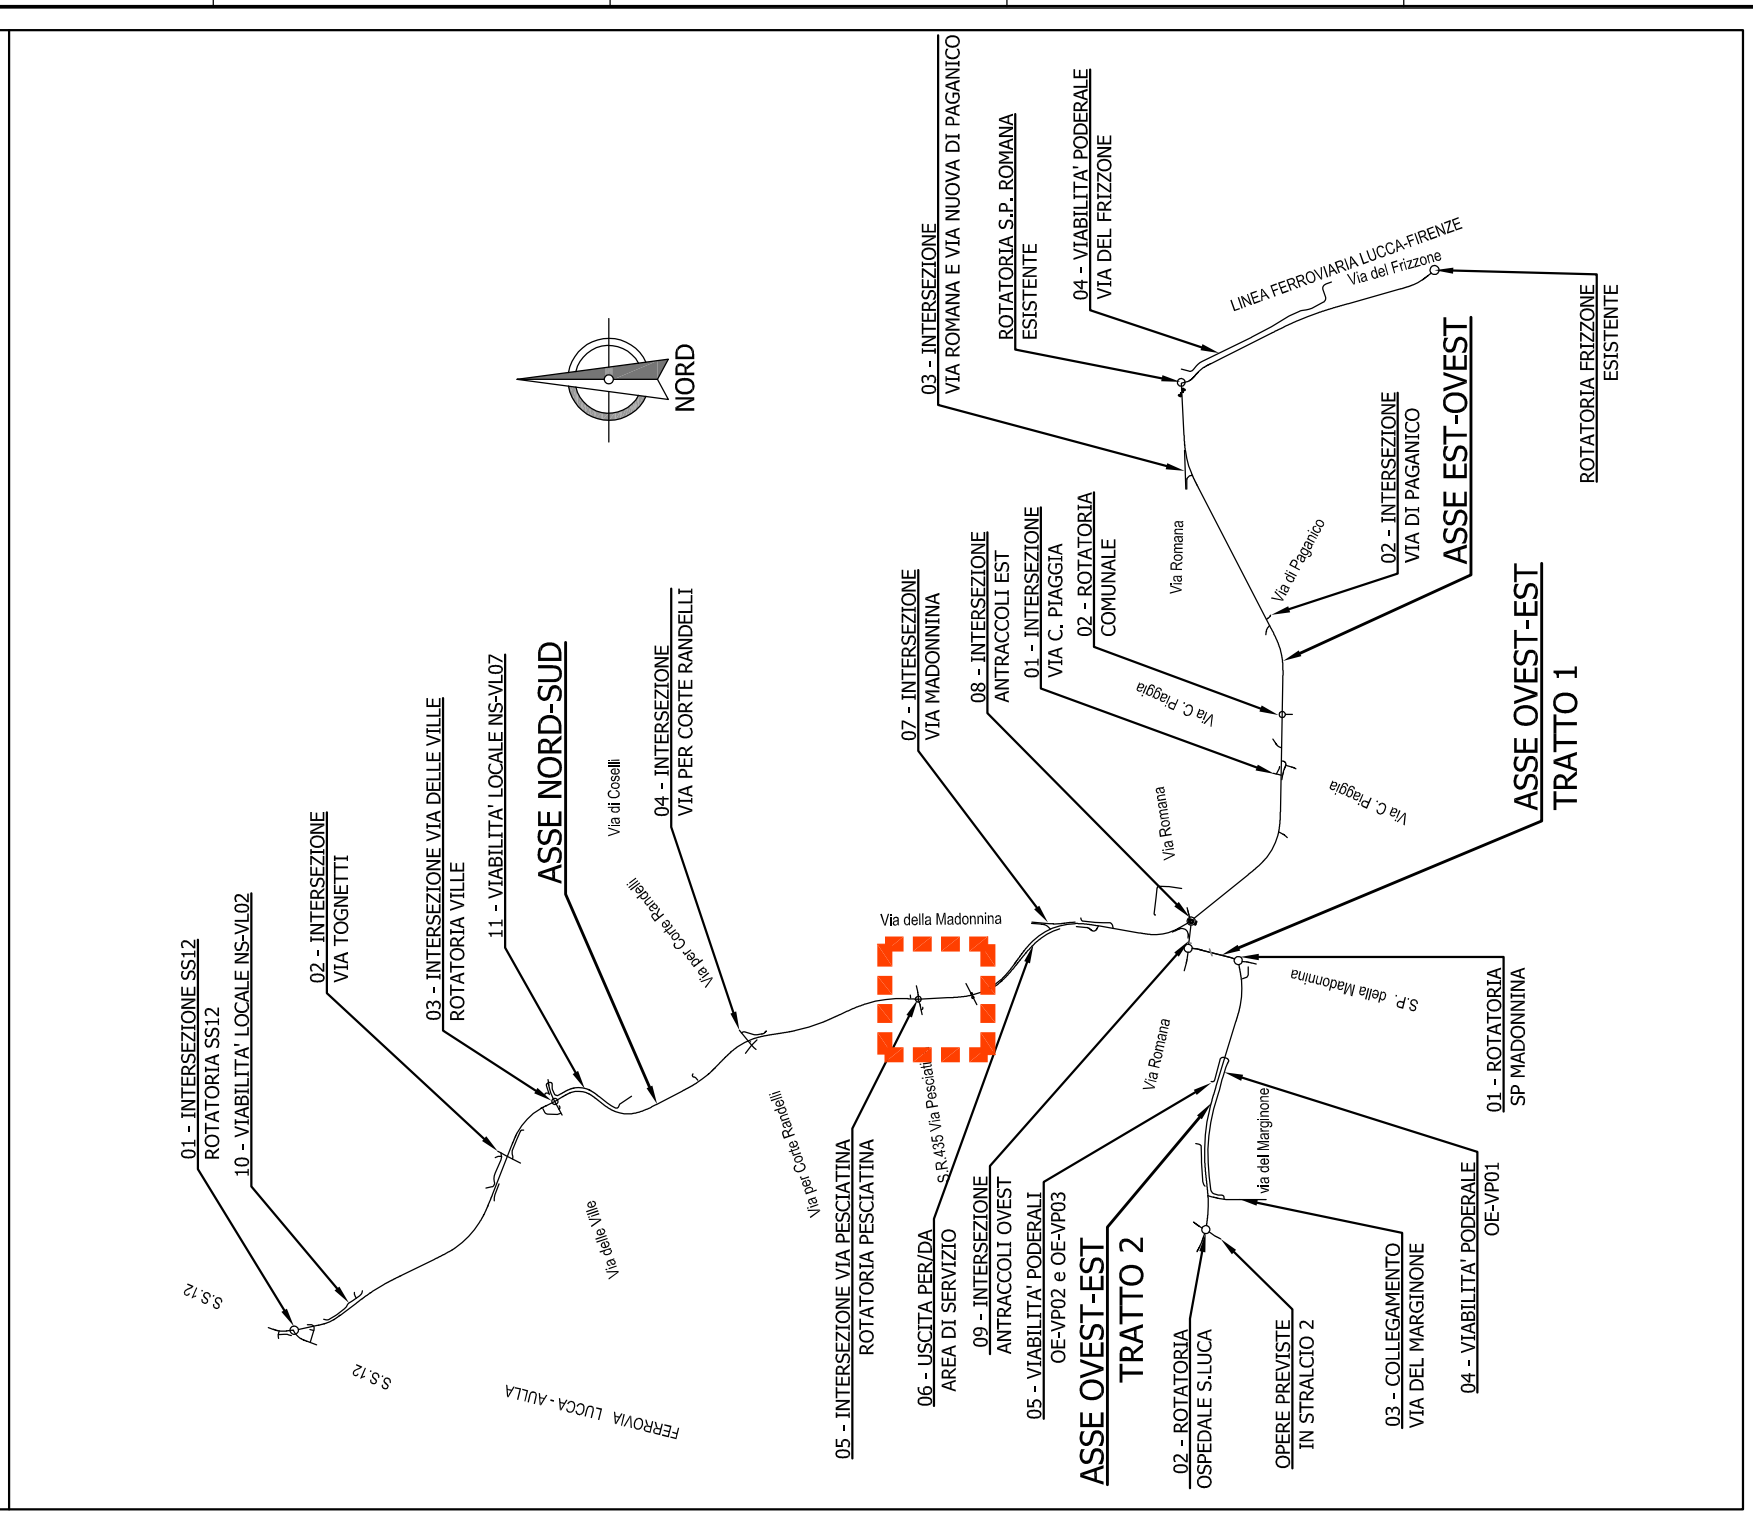 01 - INTERSEZIONE SS12
ROTATORIA SS12
10 - VIABILITA' LOCALE NS-VL02
02 - INTERSEZIONE
VIA TOGNETTI
03 - INTERSEZIONE VIA DELLE VILLE
ROTATORIA VILLE
11 - VIABILITA' LOCALE NS-VL07
ASSE NORD-SUD
Via di Coselli
04 - INTERSEZIONE
VIA PER CORTE RANDELLI
Via per Corte Randelli
NORD
S.S.12
S.S.12
FERROVIA LUCCA - AULLA
Via delle Ville
Via per Corte Randelli
05 - INTERSEZIONE VIA PESCIATINA
ROTATORIA PESCIATINA
Via della Madonnina
S.R.435 Via Pesciatina
06 - USCITA PER/DA
AREA DI SERVIZIO
07 - INTERSEZIONE
VIA MADONNINA
08 - INTERSEZIONE
ANTRACCOLI EST
09 - INTERSEZIONE
ANTRACCOLI OVEST
01 - INTERSEZIONE
VIA C. PIAGGIA
02 - ROTATORIA
COMUNALE
Via C. Piaggia
Via C. Piaggia
03 - INTERSEZIONE
VIA ROMANA E VIA NUOVA DI PAGANICO
ROTATORIA S.P. ROMANA
ESISTENTE
04 - VIABILITA' PODERALE
VIA DEL FRIZZONE
LINEA FERROVIARIA LUCCA-FIRENZE
Via del Frizzone
ROTATORIA FRIZZONE
ESISTENTE
Via Romana
Via di Paganico
02 - INTERSEZIONE
VIA DI PAGANICO
ASSE EST-OVEST
ASSE OVEST-EST
TRATTO 1
Via Romana
S.P. della Madonnina
01 - ROTATORIA
SP MADONNINA
Via Romana
via del Marginone
05 - VIABILITA' PODERALI
OE-VP02 e OE-VP03
ASSE OVEST-EST
TRATTO 2
02 - ROTATORIA
OSPEDALE S.LUCA
OPERE PREVISTE
IN STRALCIO 2
03 - COLLEGAMENTO
VIA DEL MARGINONE
04 - VIABILITA' PODERALE
OE-VP01